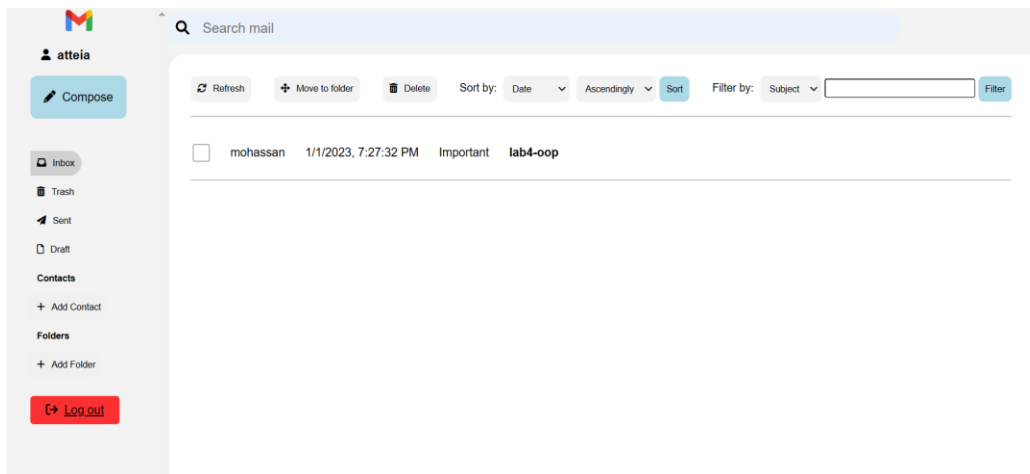 Search mail
atteia
Compose
Refresh Move to folder Delete Sort by: Date Ascendingly Sort Filter by: Subject Filter
mohassan 1/1/2023, 7:27:32 PM Important lab4-oop
Inbox
Trash
Sent
Draft
Contacts
+ Add Contact
Folders
+ Add Folder
Log out